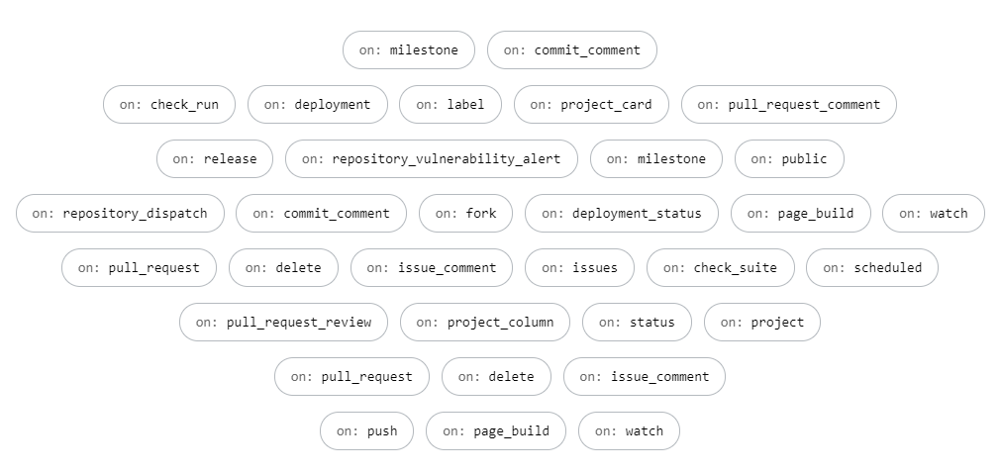 on: milestone on: commit_comment
on: check_run on: deployment on: label on: project_card on: pull_request_comment
on: release on: repository_vulnerability_alert on: milestone on: public
on: repository_dispatch on: commit_comment on: fork on: deployment_status on: page_build on: watch
on: pull_request on: delete on: issue_comment on: issues on: check_suite on: scheduled
on: pull_request_review on: project_column on: status on: project
on: pull_request on: delete on: issue_comment
on: push on: page_build on: watch